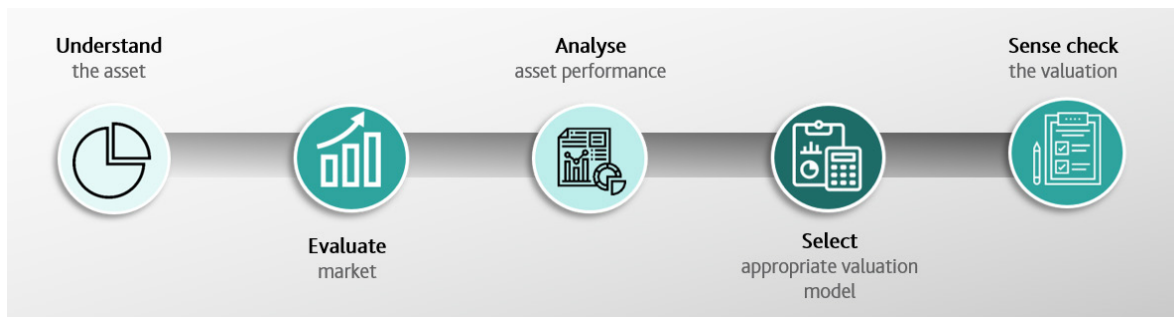 Understand
the asset
Evaluate
market
Analyse
asset performance
Select
appropriate valuation
model
Sense check
the valuation